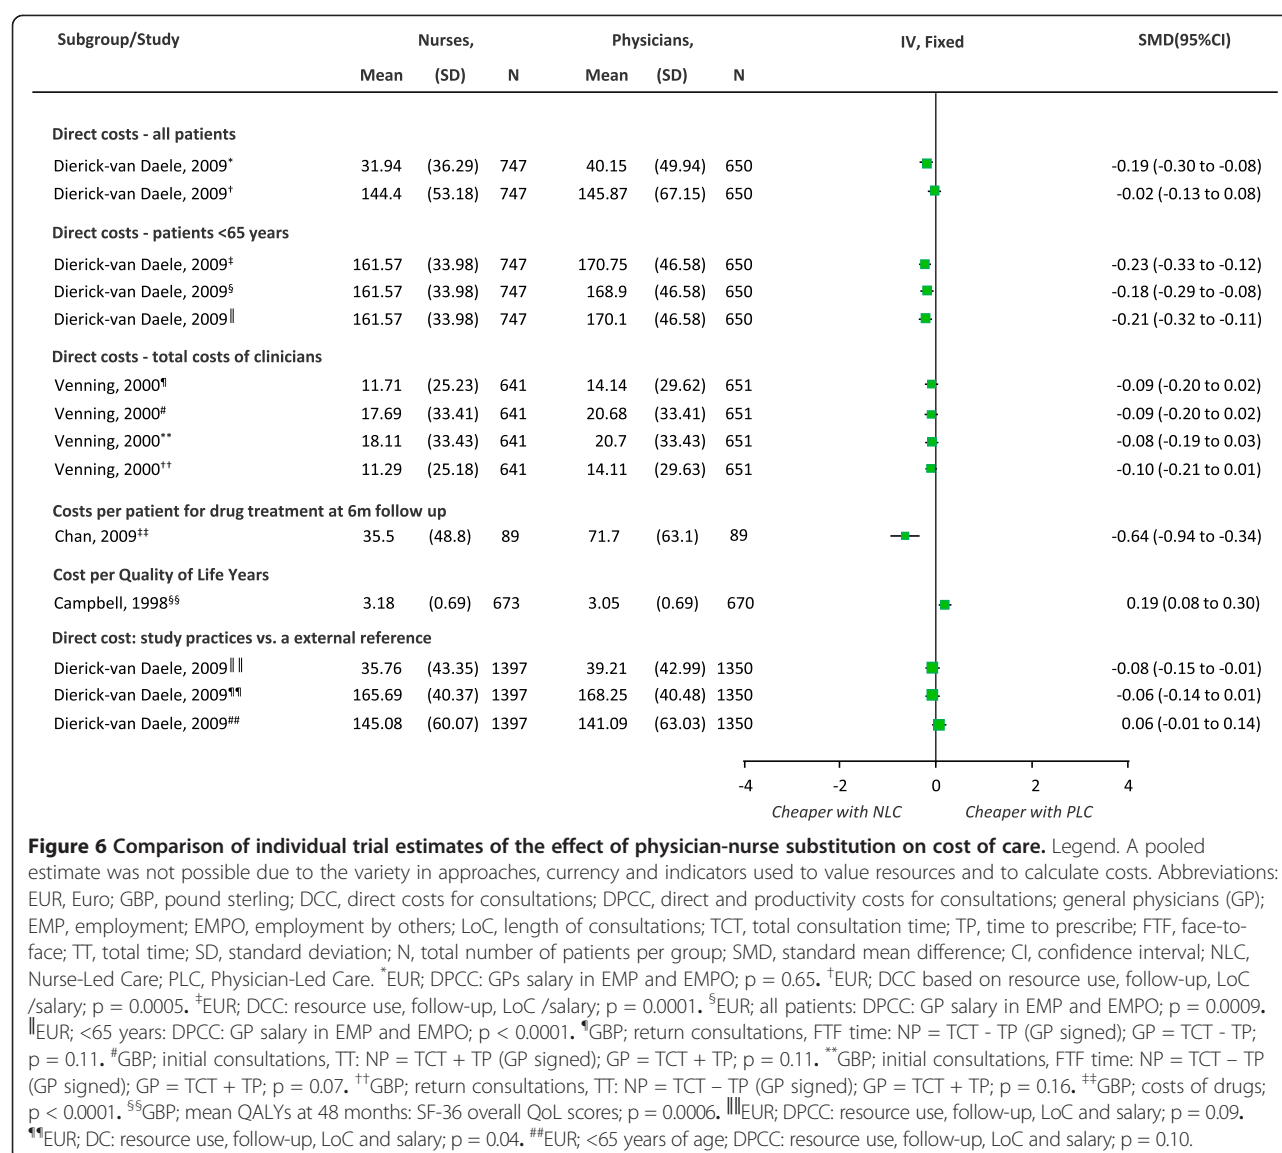 Subgroup/Study Nurses, Physicians, IV, Fixed SMD(95%CI)
Mean (SD) N Mean (SD) N
Direct costs - all patients
Dierick-van Daele, 2009* 31.94 (36.29) 747 40.15 (49.94) 650 -0.19 (-0.30 to -0.08)
Dierick-van Daele, 2009† 144.4 (53.18) 747 145.87 (67.15) 650 -0.02 (-0.13 to 0.08)
Direct costs - patients <65 years
Dierick-van Daele, 2009‡ 161.57 (33.98) 747 170.75 (46.58) 650 -0.23 (-0.33 to -0.12)
Dierick-van Daele, 2009§ 161.57 (33.98) 747 168.9 (46.58) 650 -0.18 (-0.29 to -0.08)
Dierick-van Daele, 2009‖ 161.57 (33.98) 747 170.1 (46.58) 650 -0.21 (-0.32 to -0.11)
Direct costs - total costs of clinicians
Venning, 2000¶ 11.71 (25.23) 641 14.14 (29.62) 651 -0.09 (-0.20 to 0.02)
Venning, 2000# 17.69 (33.41) 641 20.68 (33.41) 651 -0.09 (-0.20 to 0.02)
Venning, 2000** 18.11 (33.43) 641 20.7 (33.43) 651 -0.08 (-0.19 to 0.03)
Venning, 2000†† 11.29 (25.18) 641 14.11 (29.63) 651 -0.10 (-0.21 to 0.01)
Costs per patient for drug treatment at 6m follow up
Chan, 2009‡‡ 35.5 (48.8) 89 71.7 (63.1) 89 -0.64 (-0.94 to -0.34)
Cost per Quality of Life Years
Campbell, 1998§§ 3.18 (0.69) 673 3.05 (0.69) 670 0.19 (0.08 to 0.30)
Direct cost: study practices vs. a external reference
Dierick-van Daele, 2009‖‖ 35.76 (43.35) 1397 39.21 (42.99) 1350 -0.08 (-0.15 to -0.01)
Dierick-van Daele, 2009¶¶ 165.69 (40.37) 1397 168.25 (40.48) 1350 -0.06 (-0.14 to 0.01)
Dierick-van Daele, 2009## 145.08 (60.07) 1397 141.09 (63.03) 1350 0.06 (-0.01 to 0.14)
-4 -2 0 2 4
Cheaper with NLC Cheaper with PLC
Figure 6 Comparison of individual trial estimates of the effect of physician-nurse substitution on cost of care. Legend. A pooled
estimate was not possible due to the variety in approaches, currency and indicators used to value resources and to calculate costs. Abbreviations:
EUR, Euro; GBP, pound sterling; DCC, direct costs for consultations; DPCC, direct and productivity costs for consultations; general physicians (GP);
EMP, employment; EMPO, employment by others; LoC, length of consultations; TCT, total consultation time; TP, time to prescribe; FTF, face-to-
face; TT, total time; SD, standard deviation; N, total number of patients per group; SMD, standard mean difference; CI, confidence interval; NLC,
Nurse-Led Care; PLC, Physician-Led Care. *EUR; DPCC: GPs salary in EMP and EMPO; p = 0.65. †EUR; DCC based on resource use, follow-up, LoC
/salary; p = 0.0005. ‡EUR; DCC: resource use, follow-up, LoC /salary; p = 0.0001. §EUR; all patients: DPCC: GP salary in EMP and EMPO; p = 0.0009.
‖EUR; <65 years: DPCC: GP salary in EMP and EMPO; p < 0.0001. ¶GBP; return consultations, FTF time: NP = TCT - TP (GP signed); GP = TCT - TP;
p = 0.11. #GBP; initial consultations, TT: NP = TCT + TP (GP signed); GP = TCT + TP; p = 0.11. **GBP; initial consultations, FTF time: NP = TCT – TP
(GP signed); GP = TCT + TP; p = 0.07. ††GBP; return consultations, TT: NP = TCT – TP (GP signed); GP = TCT + TP; p = 0.16. ‡‡GBP; costs of drugs;
p < 0.0001. §§GBP; mean QALYs at 48 months: SF-36 overall QoL scores; p = 0.0006. ‖‖EUR; DPCC: resource use, follow-up, LoC and salary; p = 0.09.
¶¶EUR; DC: resource use, follow-up, LoC and salary; p = 0.04. ##EUR; <65 years of age; DPCC: resource use, follow-up, LoC and salary; p = 0.10.